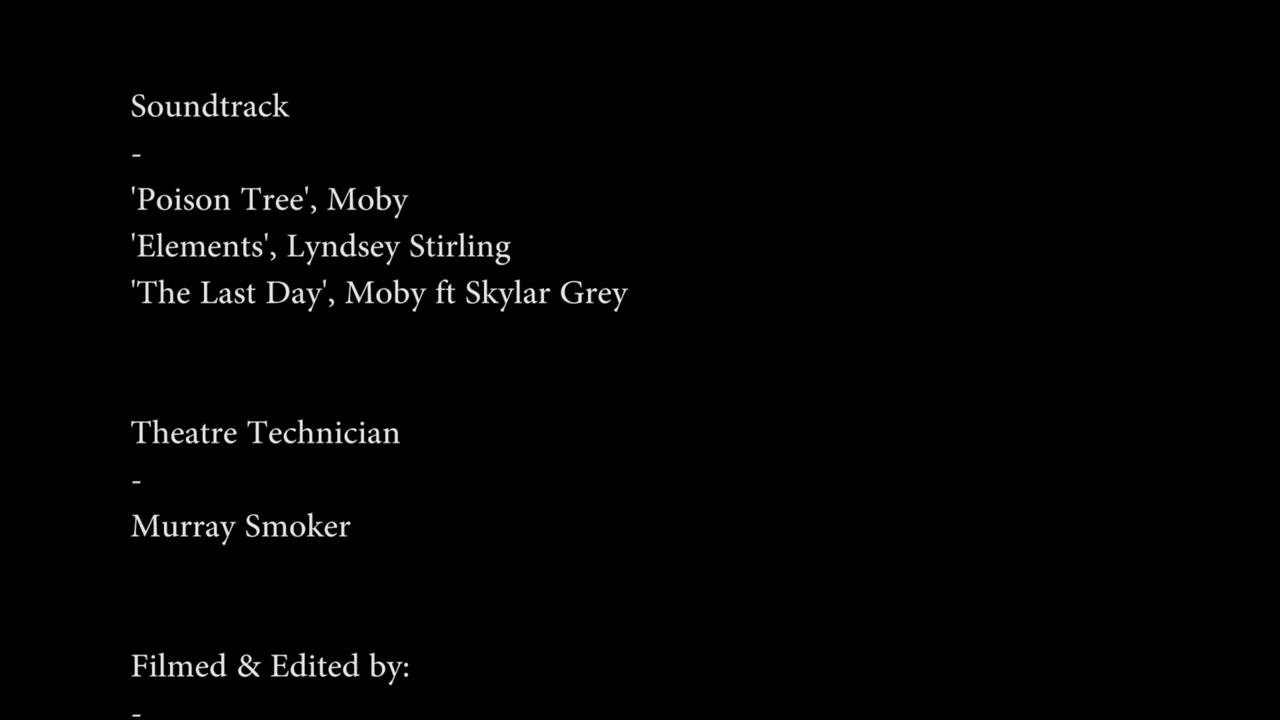 Soundtrack
-
'Poison Tree', Moby
'Elements', Lyndsey Stirling
'The Last Day', Moby ft Skylar Grey
Theatre Technician
-
Murray Smoker
Filmed & Edited by:
-